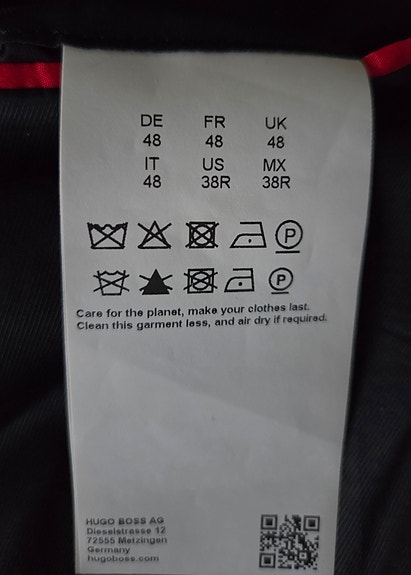 DE FR UK
48 48 48
IT US MX
48 38R 38R
P
P
Care for the planet, make your clothes last.
Clean this garment less, and air dry if required.
HUGO BOSS AG
Dieselstrasse 12
72555 Metzingen
Germany
hugoboss.com